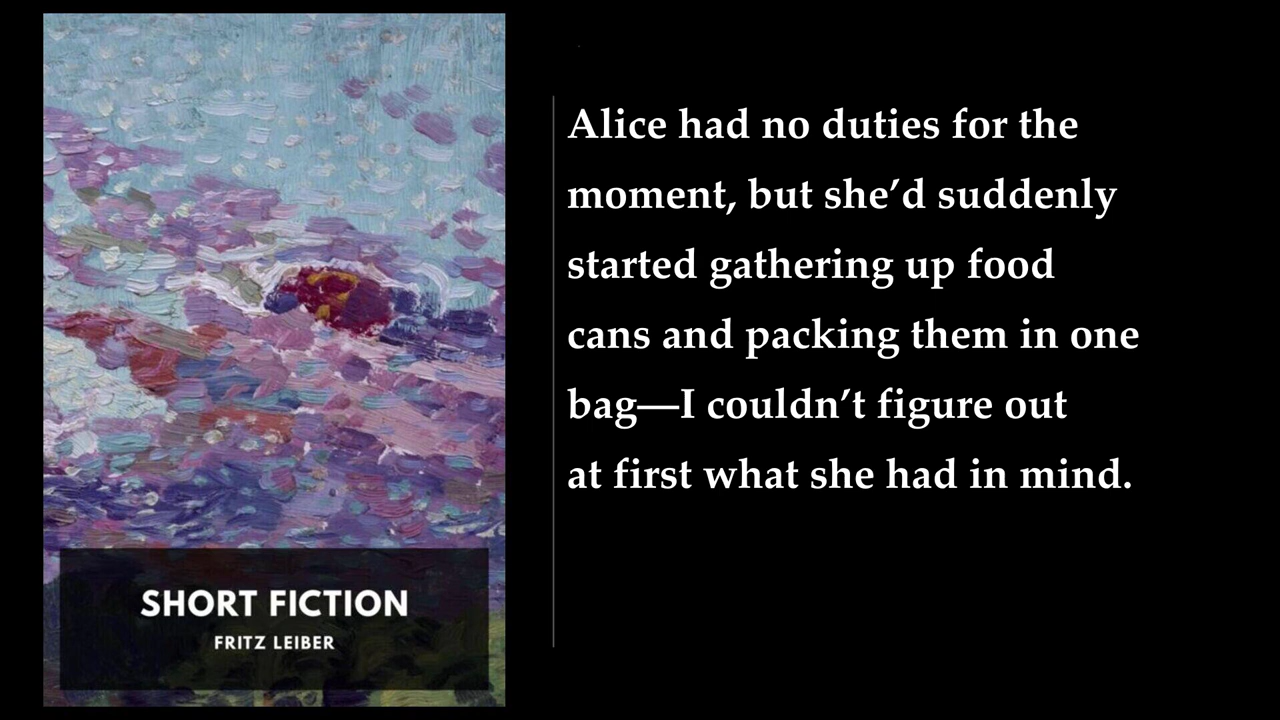 Alice had no duties for the
moment, but she’d suddenly
started gathering up food
cans and packing them in one
bag—I couldn’t figure out
at first what she had in mind.
SHORT FICTION
FRITZ LEIBER